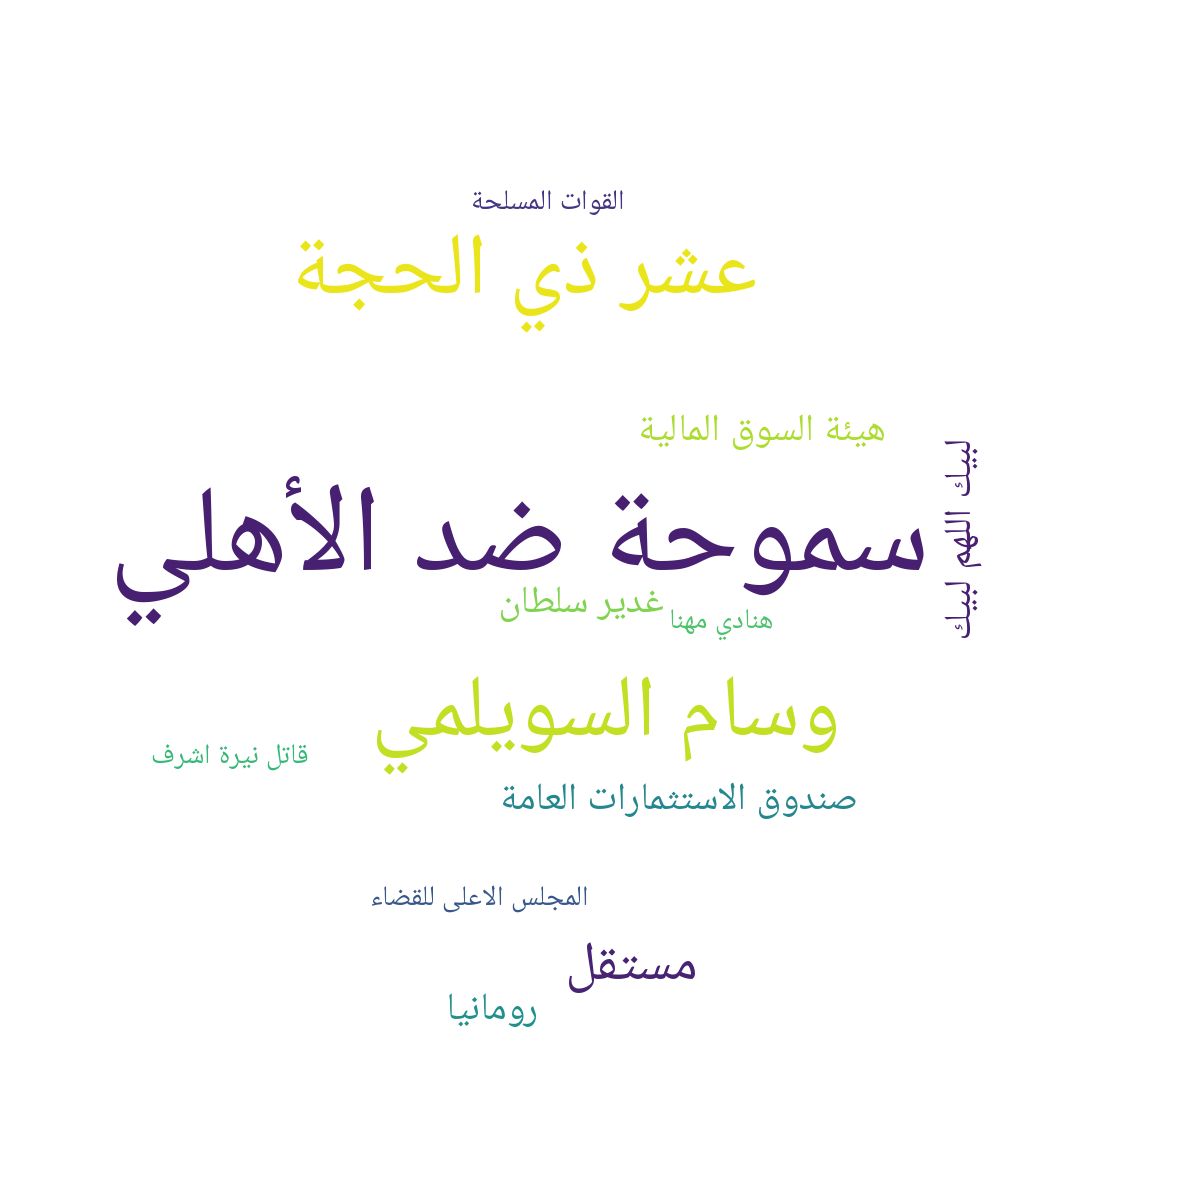 القوات المسلحة
عشر ذي الحجة
هيئة السوق المالية
لبيك اللهم لبيك
سموحة ضد الأهلي
غدير سلطان
هنادي مهنا
وسام السويلمي
قاتل نيرة اشرف
صندوق الاستثمارات العامة
المجلس الاعلى للقضاء
مستقل
رومانيا